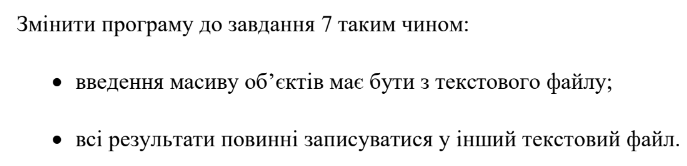 Змінити програму до завдання 7 таким чином:
• введення масиву об’єктів має бути з текстового файлу;
• всі результати повинні записуватися у інший текстовий файл.